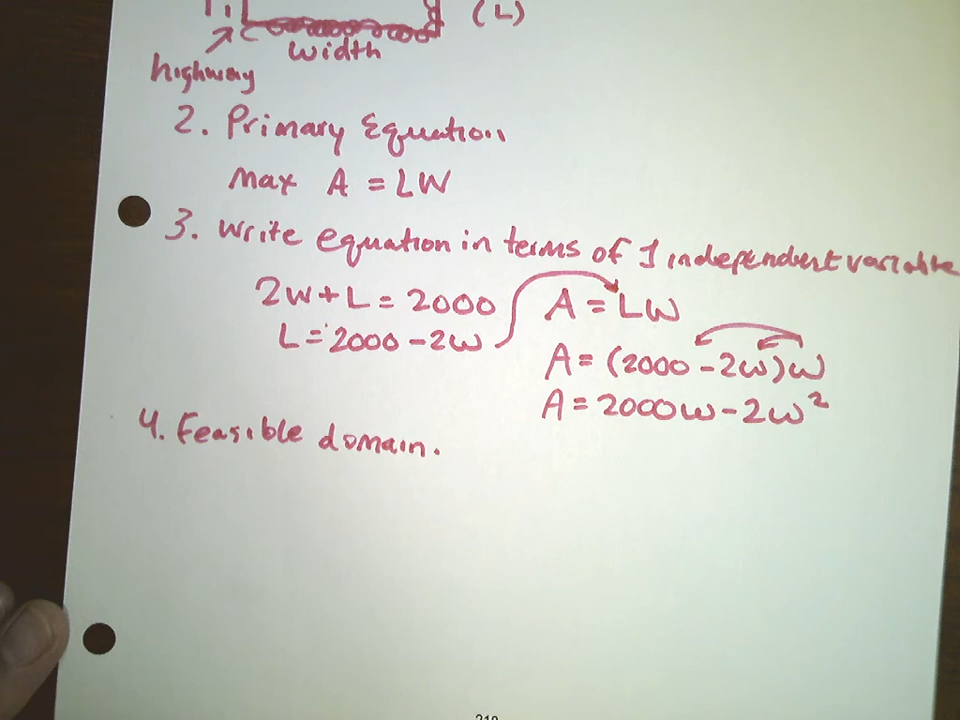 (L)
width
highway
2. Primary Equation
max A = LW
3. Write equation in terms of 1 independent variable
2W + L = 2000
L = 2000 - 2W
A = LW
A = (2000 - 2W)W
A = 2000W - 2W²
4. Feasible domain.